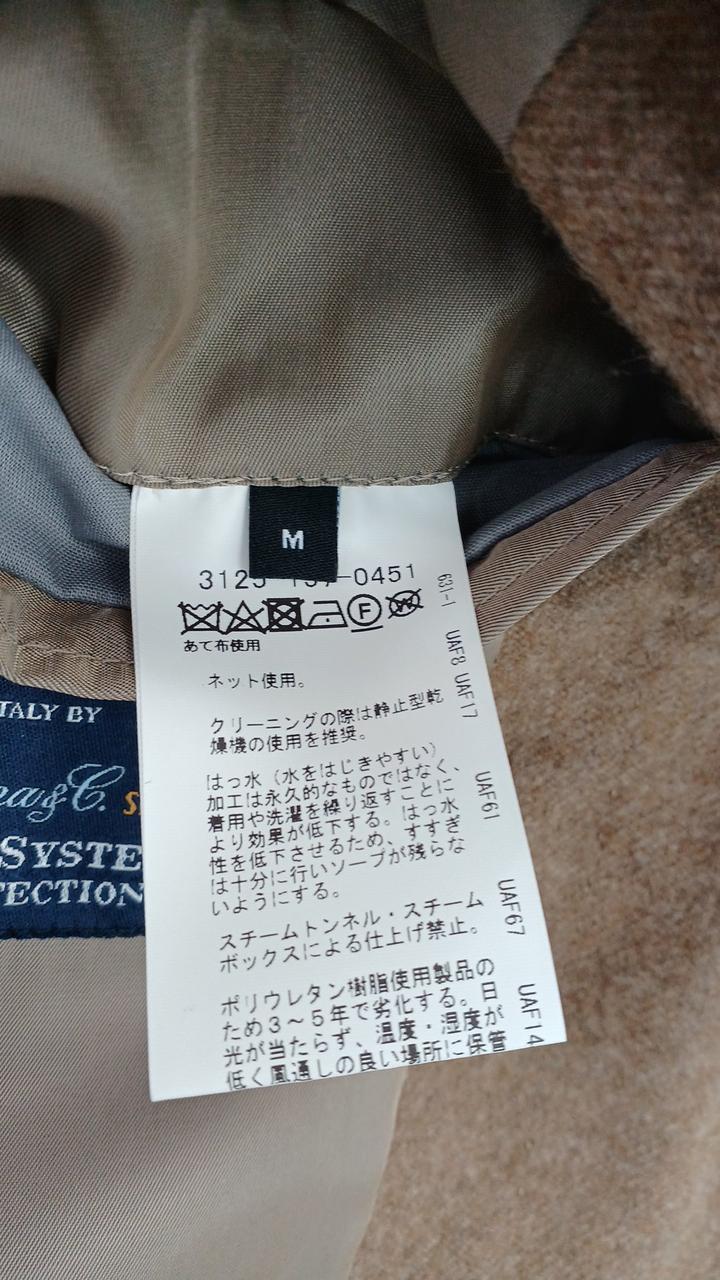 M
3125-197-0451
F
W
あて布使用
ネット使用。
クリーニングの際は静止型乾
燥機の使用を推奨。
はっ水（水をはじきやすい）
加工は永久的なものではなく、
着用や洗濯を繰り返すことに
より効果が低下する。はっ水
性を低下させるため、すすぎ
は十分に行いソープが残らな
いようにする。
スチームトンネル・スチーム
ボックスによる仕上げ禁止。
ポリウレタン樹脂使用製品の
ため3～5年で劣化する。日
光が当たらず、温度・湿度が
低く風通しの良い場所に保管
631-1
UAF8 UAF17
UAF61
UAF67
UAF14
TALY BY
na&C. S
SYSTE
TECTION